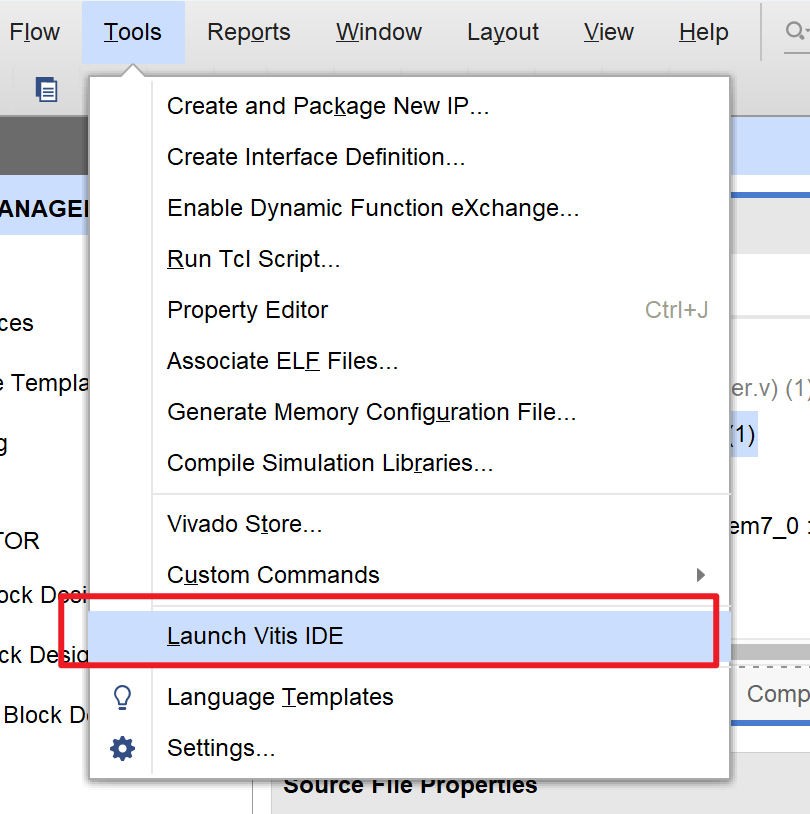 Flow Tools Reports Window Layout View Help
Create and Package New IP...
Create Interface Definition...
ANAGE
Enable Dynamic Function eXchange...
Run Tcl Script...
Property Editor Ctrl+J
ces
Associate ELF Files...
e Templa
er.v) (1)
Generate Memory Configuration File...
(1)
g
Compile Simulation Libraries...
Vivado Store...
em7_0 :
TOR
Custom Commands
ock Desi
Launch Vitis IDE
ck Desig
Language Templates
Comp
Block D
Settings...
Source File Properties